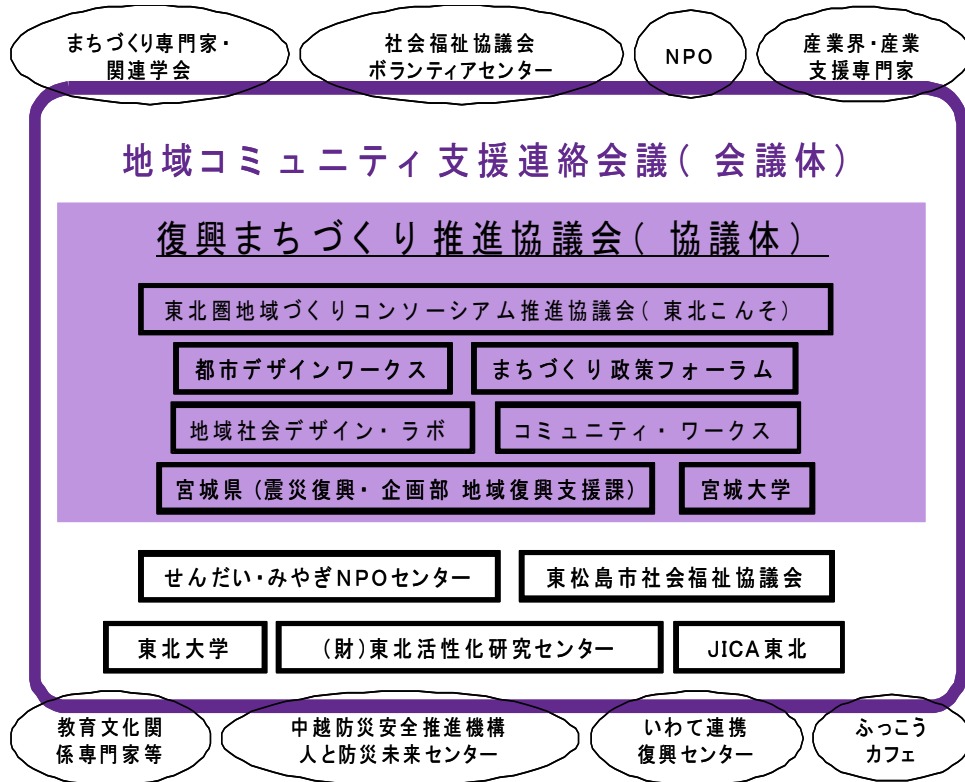 まちづくり専門家・
関連学会
社会福祉協議会
ボランティアセンター
NPO
産業界・産業
支援専門家
地域コミュニティ支援連絡会議(会議体)
復興まちづくり推進協議会(協議体)
東北圏地域づくりコンソーシアム推進協議会(東北こんそ)
都市デザインワークス
まちづくり政策フォーラム
地域社会デザイン・ラボ
コミュニティ・ワークス
宮城県(震災復興・企画部 地域復興支援課)
宮城大学
せんだい・みやぎNPOセンター
東松島市社会福祉協議会
東北大学
(財)東北活性化研究センター
JICA東北
教育文化関
係専門家等
中越防災安全推進機構
人と防災未来センター
いわて連携
復興センター
ふっこう
カフェ